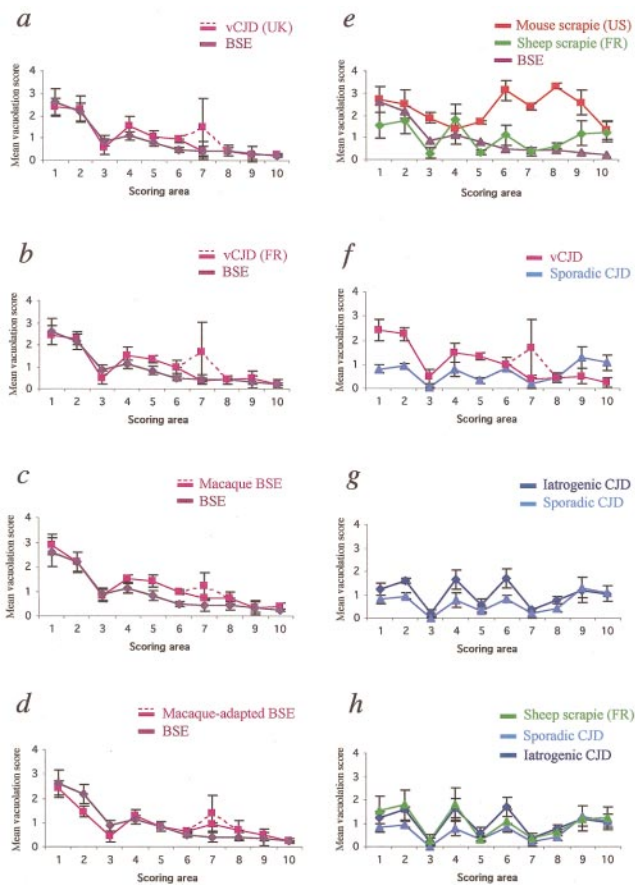 a
vCJD (UK)
BSE
Mean vacuolation score
4
3
2
1
0
1 2 3 4 5 6 7 8 9 10
Scoring area
b
vCJD (FR)
BSE
Mean vacuolation score
4
3
2
1
0
1 2 3 4 5 6 7 8 9 10
Scoring area
c
Macaque BSE
BSE
Mean vacuolation score
4
3
2
1
0
1 2 3 4 5 6 7 8 9 10
Scoring area
d
Macaque-adapted BSE
BSE
Mean vacuolation score
4
3
2
1
0
1 2 3 4 5 6 7 8 9 10
Scoring area
e
Mouse scrapie (US)
Sheep scrapie (FR)
BSE
Mean vacuolation score
4
3
2
1
0
1 2 3 4 5 6 7 8 9 10
Scoring area
f
vCJD
Sporadic CJD
Mean vacuolation score
4
3
2
1
0
1 2 3 4 5 6 7 8 9 10
Scoring area
g
Iatrogenic CJD
Sporadic CJD
Mean vacuolation score
4
3
2
1
0
1 2 3 4 5 6 7 8 9 10
Scoring area
h
Sheep scrapie (FR)
Sporadic CJD
Iatrogenic CJD
Mean vacuolation score
4
3
2
1
0
1 2 3 4 5 6 7 8 9 10
Scoring area